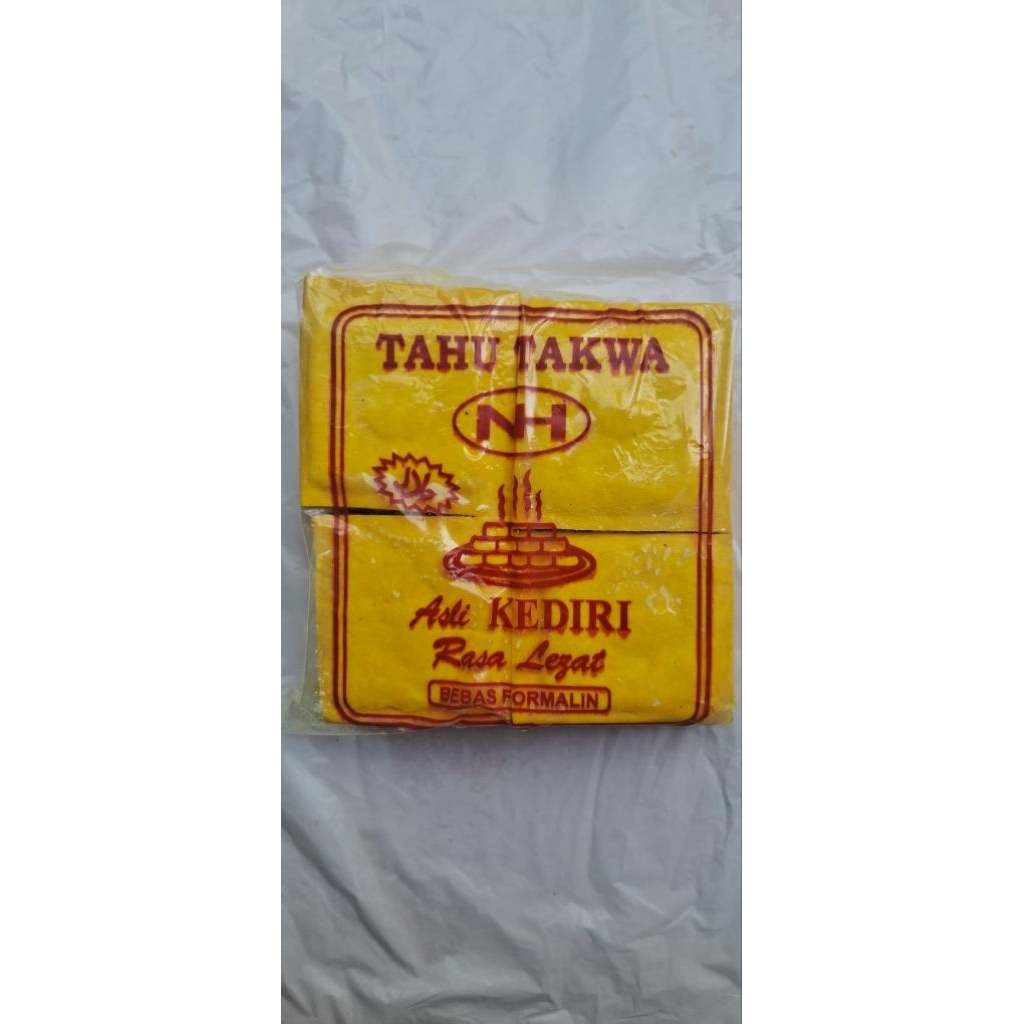 TAHU TAKWA
NH
Asli KEDIRI
Rasa Lezat
BEBAS FORMALIN